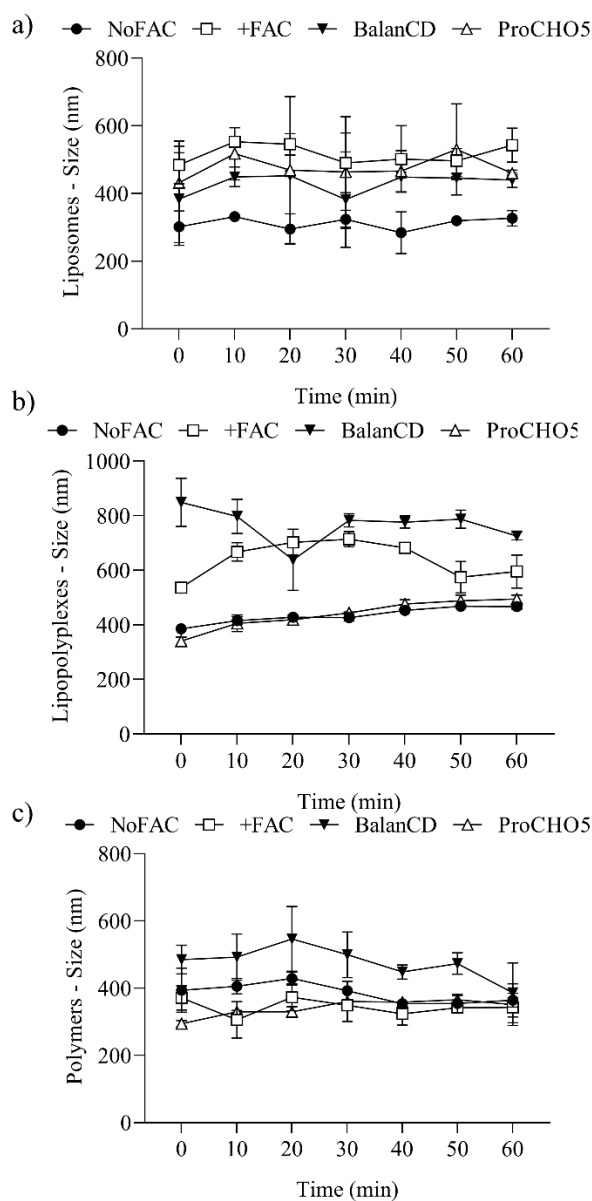 a)
NoFAC +FAC BalanCD ProCHO5
Liposomes - Size (nm)
800
600
400
200
0
0 10 20 30 40 50 60
Time (min)
b)
NoFAC +FAC BalanCD ProCHO5
Lipopolyplexes - Size (nm)
1000
800
600
400
200
0
0 10 20 30 40 50 60
Time (min)
c)
NoFAC +FAC BalanCD ProCHO5
Polymers - Size (nm)
800
600
400
200
0
0 10 20 30 40 50 60
Time (min)